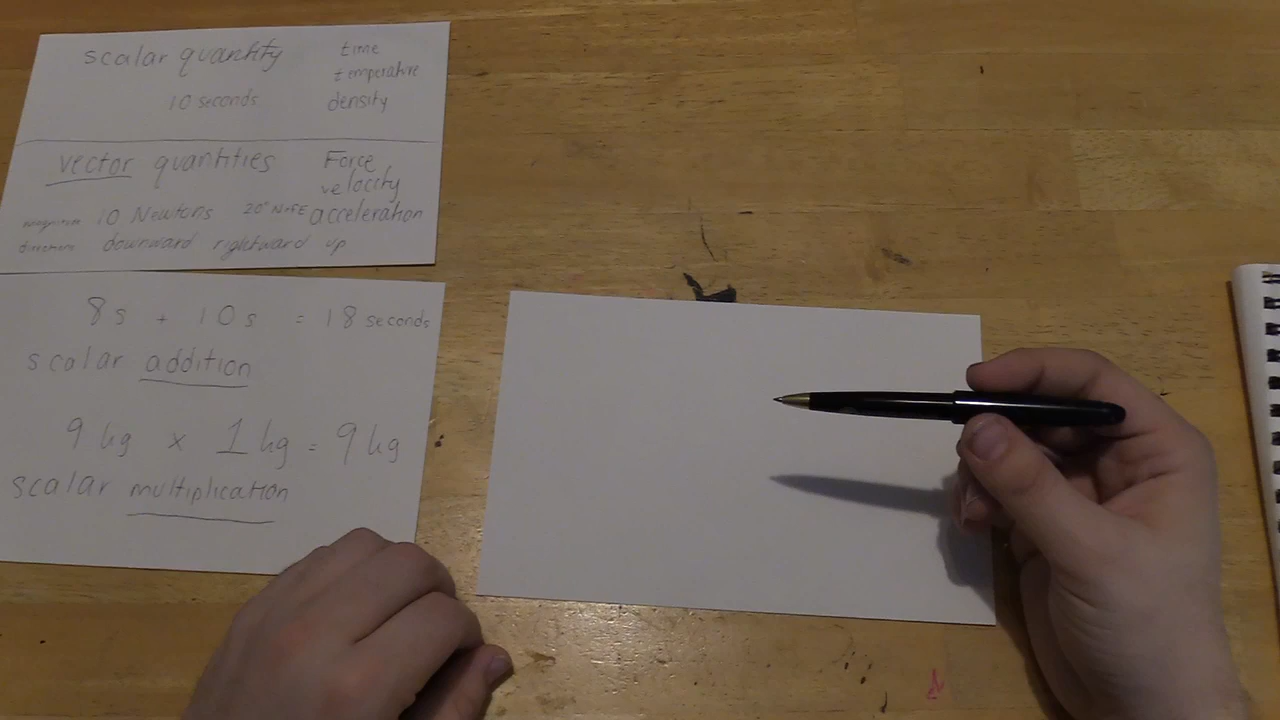 scalar quantity
time
temperature
10 seconds
density
vector quantities
Force
velocity
magnitude 10 Newtons 20° N of E acceleration
direction downward rightward up
8s + 10s = 18 seconds
scalar addition
9 kg x 1 kg = 9 kg
scalar multiplication